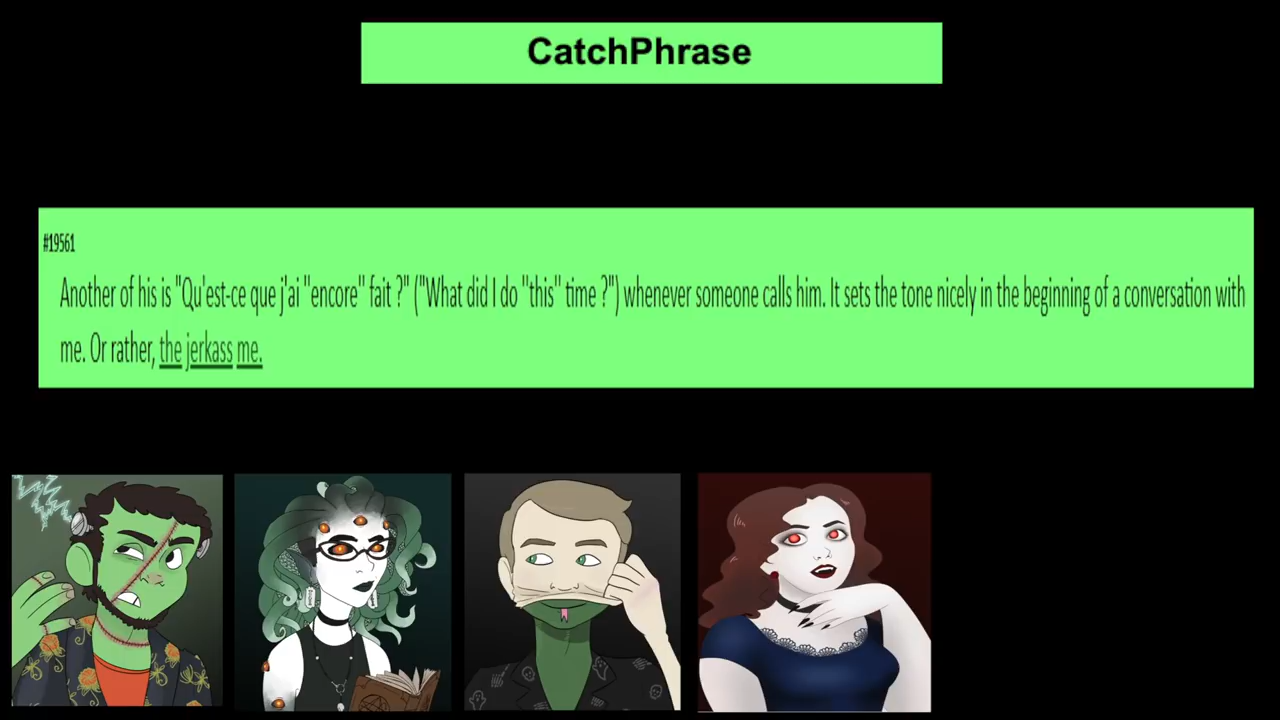 CatchPhrase
#19561
Another of his is "Qu'est-ce que j'ai "encore" fait ?" ("What did I do "this" time ?") whenever someone calls him. It sets the tone nicely in the beginning of a conversation with
me. Or rather, the jerkass me.